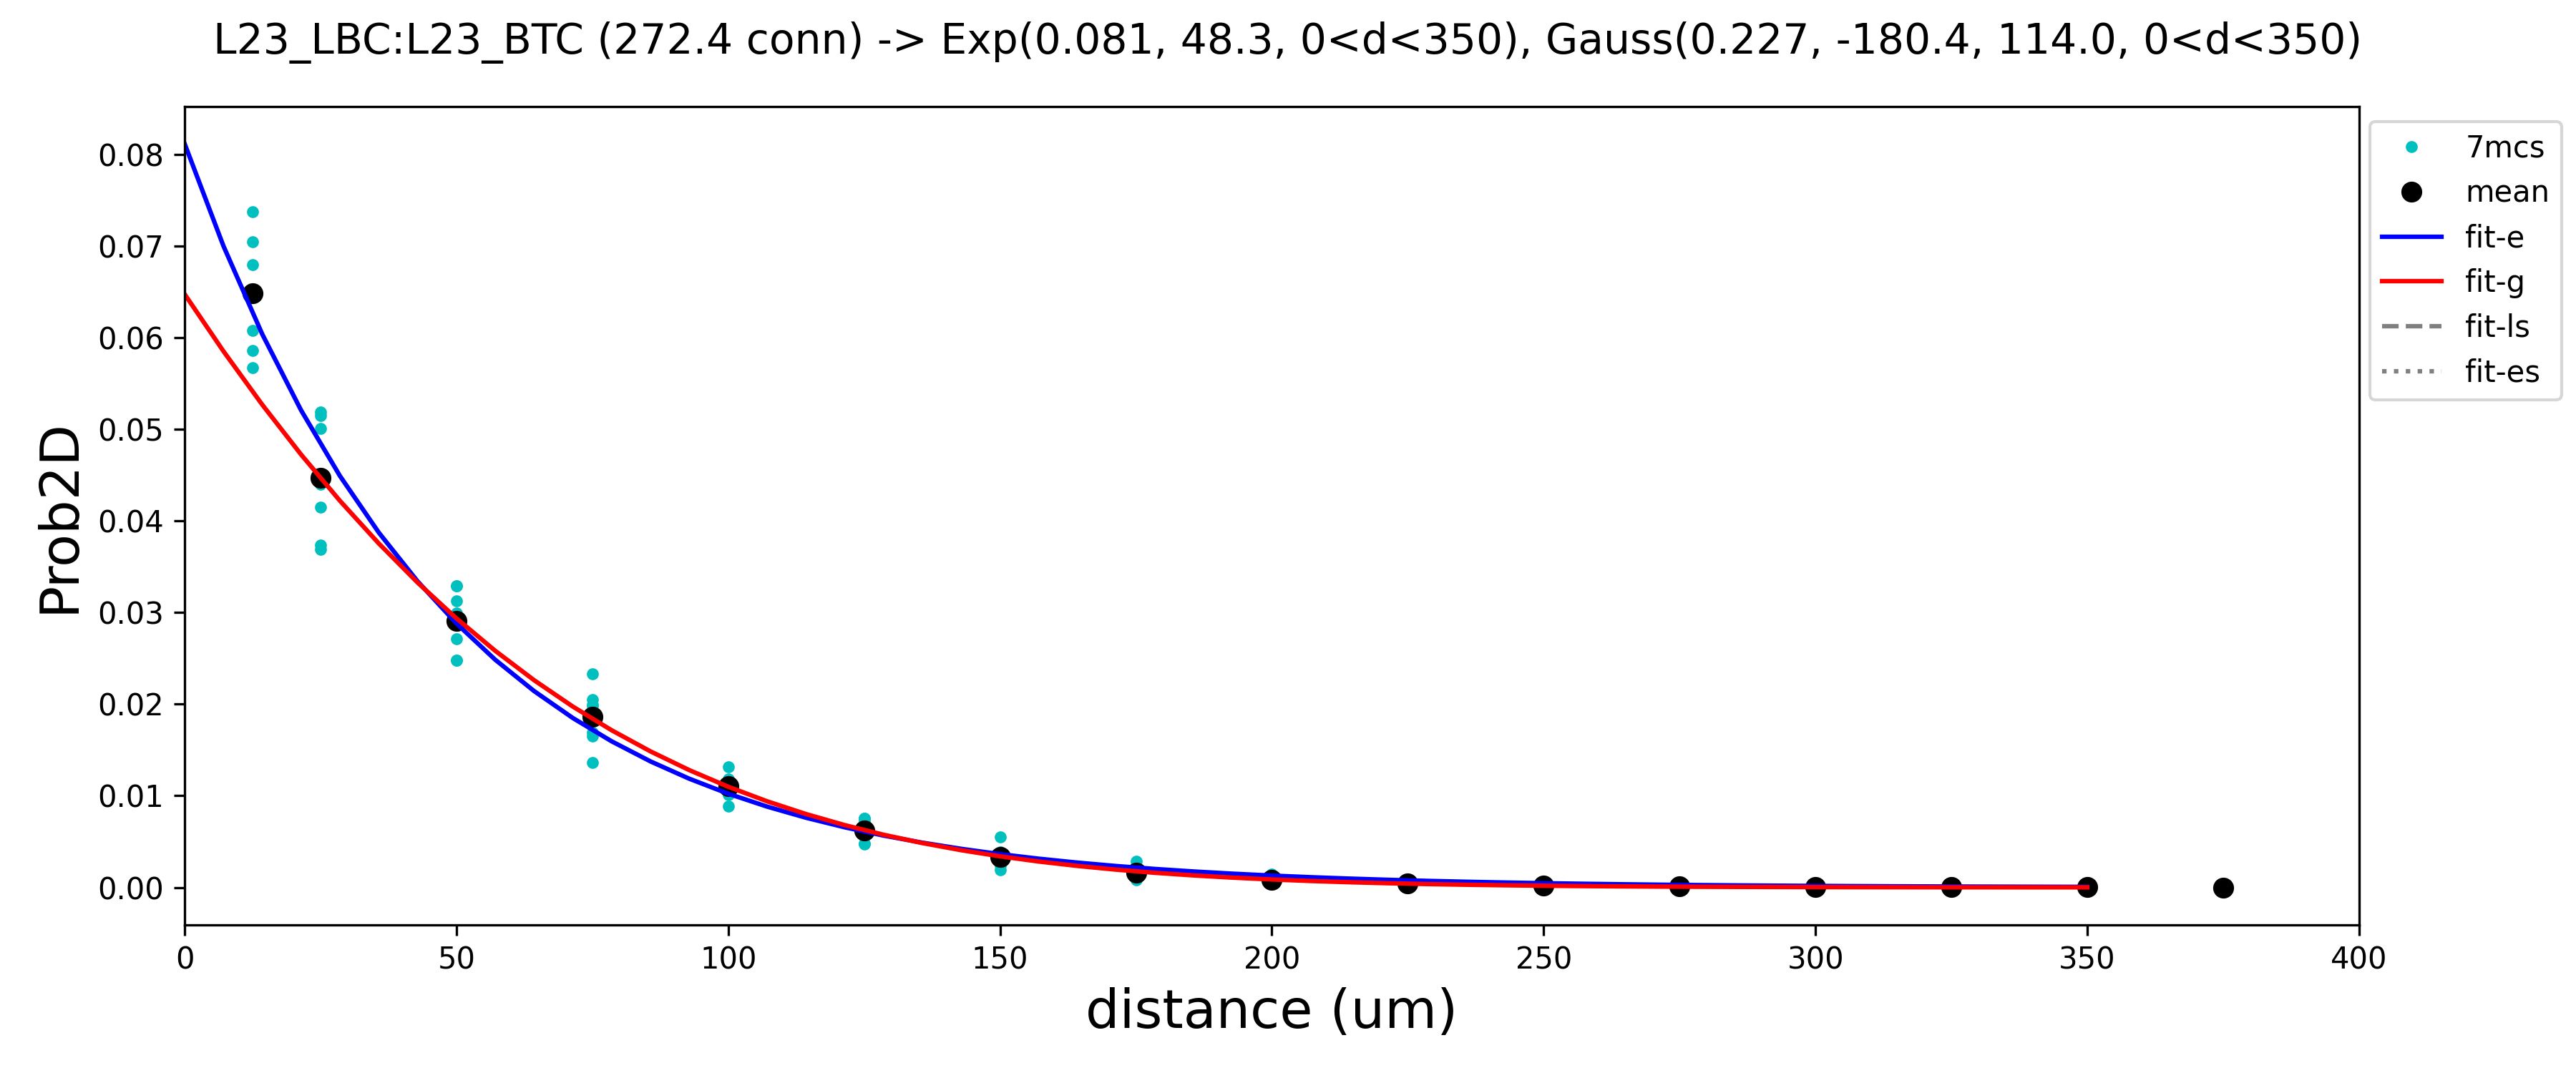 L23_LBC:L23_BTC (272.4 conn) -> Exp(0.081, 48.3, 0<d<350), Gauss(0.227, -180.4, 114.0, 0<d<350)
7mcs
mean
fit-e
fit-g
fit-ls
fit-es
Prob2D
0.08
0.07
0.06
0.05
0.04
0.03
0.02
0.01
0.00
0 50 100 150 200 250 300 350 400
distance (um)